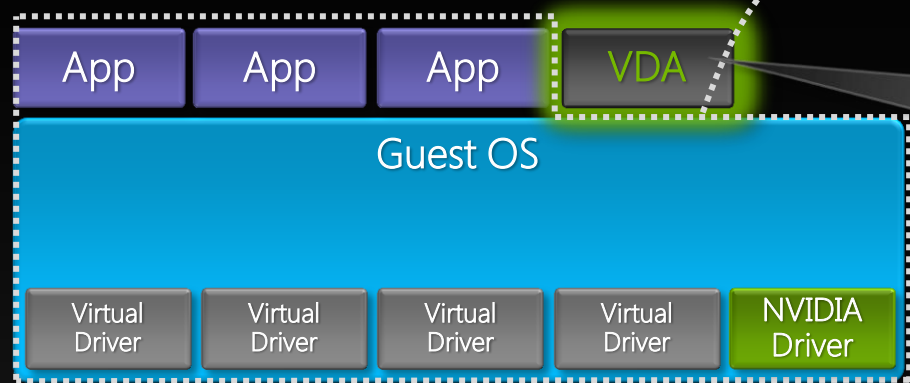 App
App
App
VDA
Guest OS
Virtual
Driver
Virtual
Driver
Virtual
Driver
Virtual
Driver
NVIDIA
Driver